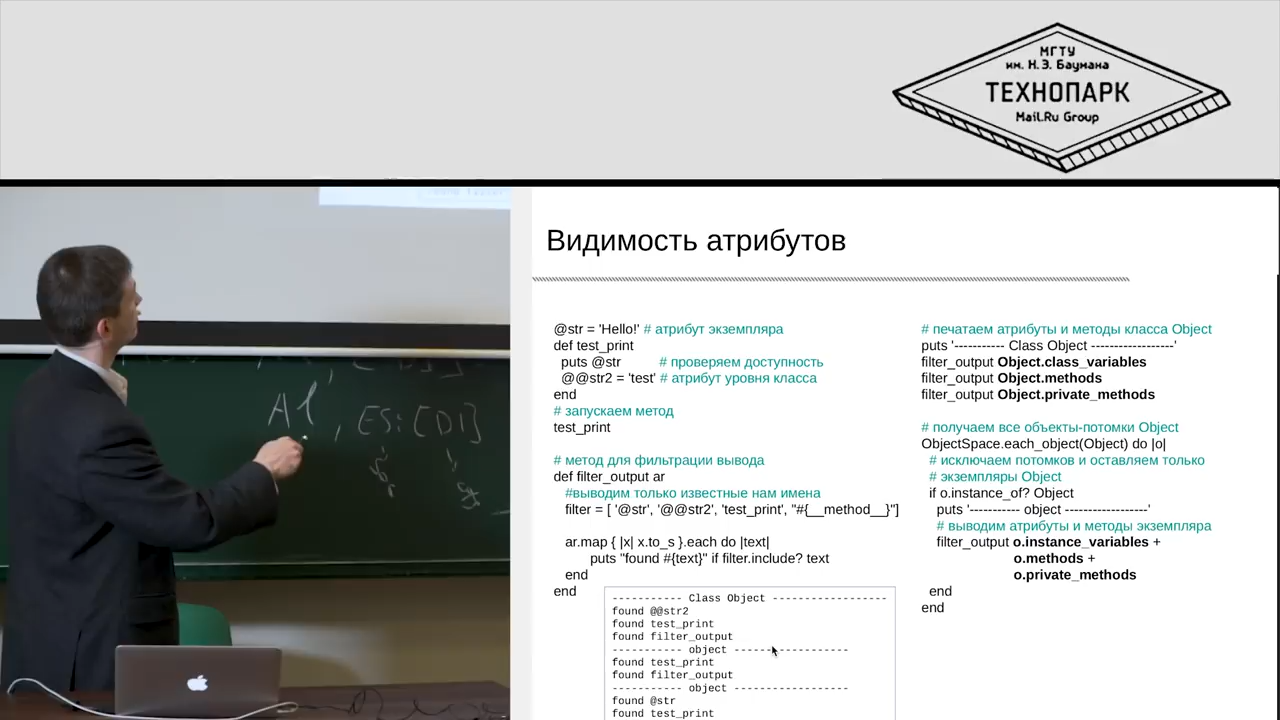 МГТУ
им. Н.Э. Баумана
ТЕХНОПАРК
Mail.Ru Group
Видимость атрибутов
@str = 'Hello!' # атрибут экземпляра
def test_print
puts @str # проверяем доступность
@@str2 = 'test' # атрибут уровня класса
end
# запускаем метод
test_print
# метод для фильтрации вывода
def filter_output ar
#выводим только известные нам имена
filter = [ '@str', '@@str2', 'test_print', "#{__method__}"]
ar.map { |x| x.to_s }.each do |text|
puts "found #{text}" if filter.include? text
end
end
----------- Class Object ------------------
found @@str2
found test_print
found filter_output
----------- object ------------------
found test_print
found filter_output
----------- object ------------------
found @str
found test_print
# печатаем атрибуты и методы класса Object
puts '----------- Class Object ------------------'
filter_output Object.class_variables
filter_output Object.methods
filter_output Object.private_methods
# получаем все объекты-потомки Object
ObjectSpace.each_object(Object) do |o|
# исключаем потомков и оставляем только
# экземпляры Object
if o.instance_of? Object
puts '----------- object ------------------'
# выводим атрибуты и методы экземпляра
filter_output o.instance_variables +
o.methods +
o.private_methods
end
end